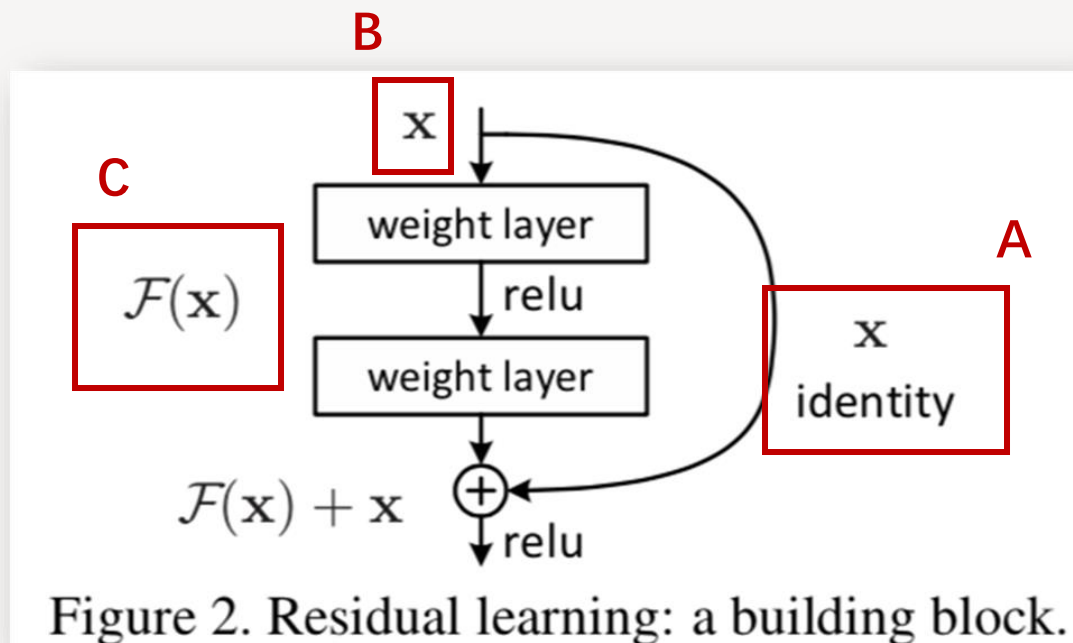 B
x
C
weight layer
A
F(x)
relu
x
weight layer
identity
F(x) + x
+
relu
Figure 2. Residual learning: a building block.